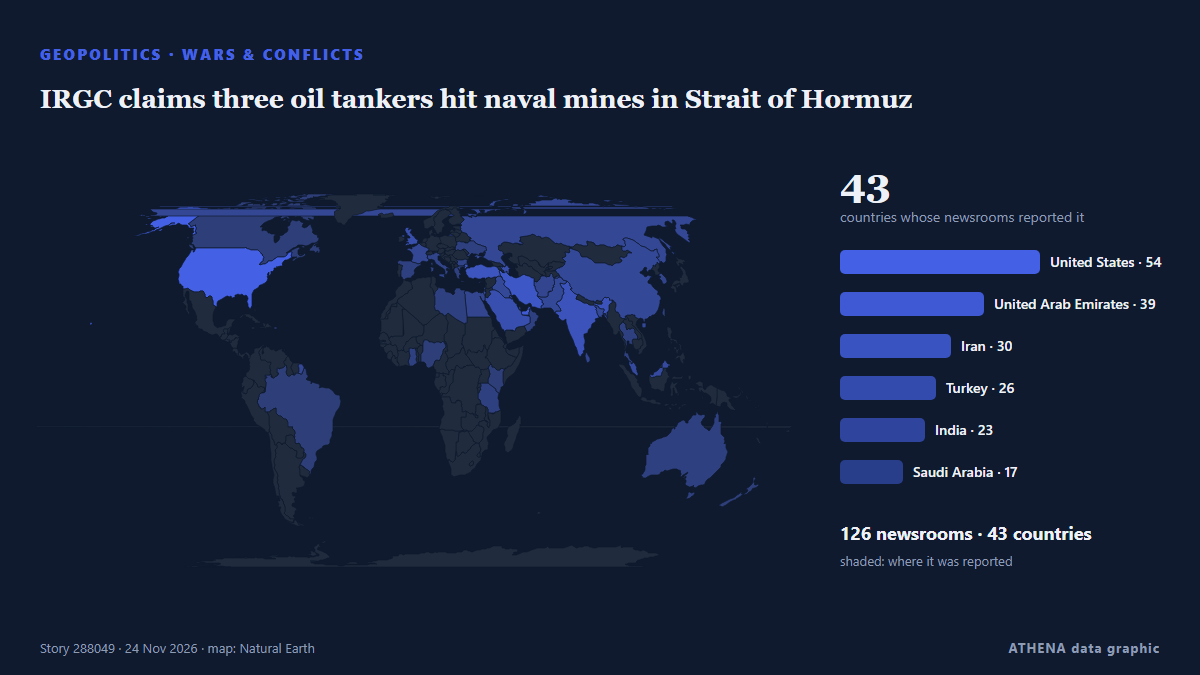 GEOPOLITICS · WARS & CONFLICTS
IRGC claims three oil tankers hit naval mines in Strait of Hormuz
43
countries whose newsrooms reported it
United States · 54
United Arab Emirates · 39
Iran · 30
Turkey · 26
India · 23
Saudi Arabia · 17
126 newsrooms · 43 countries
shaded: where it was reported
Story 288049 · 24 Nov 2026 · map: Natural Earth
ATHENA data graphic